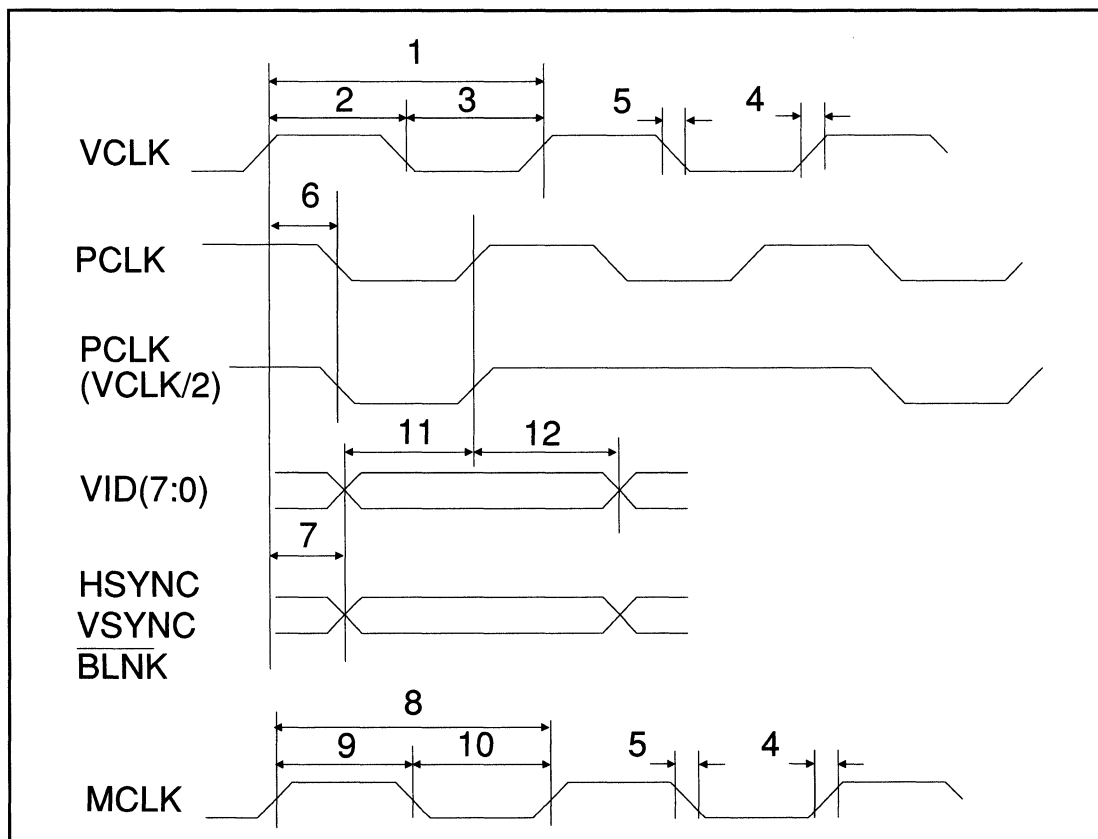 1
2 3 5 4
VCLK
6
PCLK
PCLK
(VCLK/2)
11 12
VID(7:0)
7
HSYNC
VSYNC
B̅L̅N̅K̅
8
9 10 5 4
MCLK